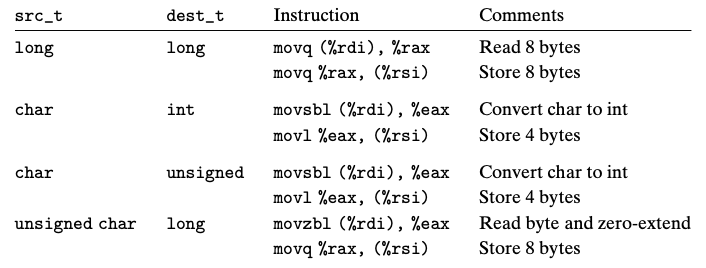 src_t dest_t Instruction Comments
long long movq (%rdi), %rax Read 8 bytes
movq %rax, (%rsi) Store 8 bytes
char int movsbl (%rdi), %eax Convert char to int
movl %eax, (%rsi) Store 4 bytes
char unsigned movsbl (%rdi), %eax Convert char to int
movl %eax, (%rsi) Store 4 bytes
unsigned char long movzbl (%rdi), %eax Read byte and zero-extend
movq %rax, (%rsi) Store 8 bytes